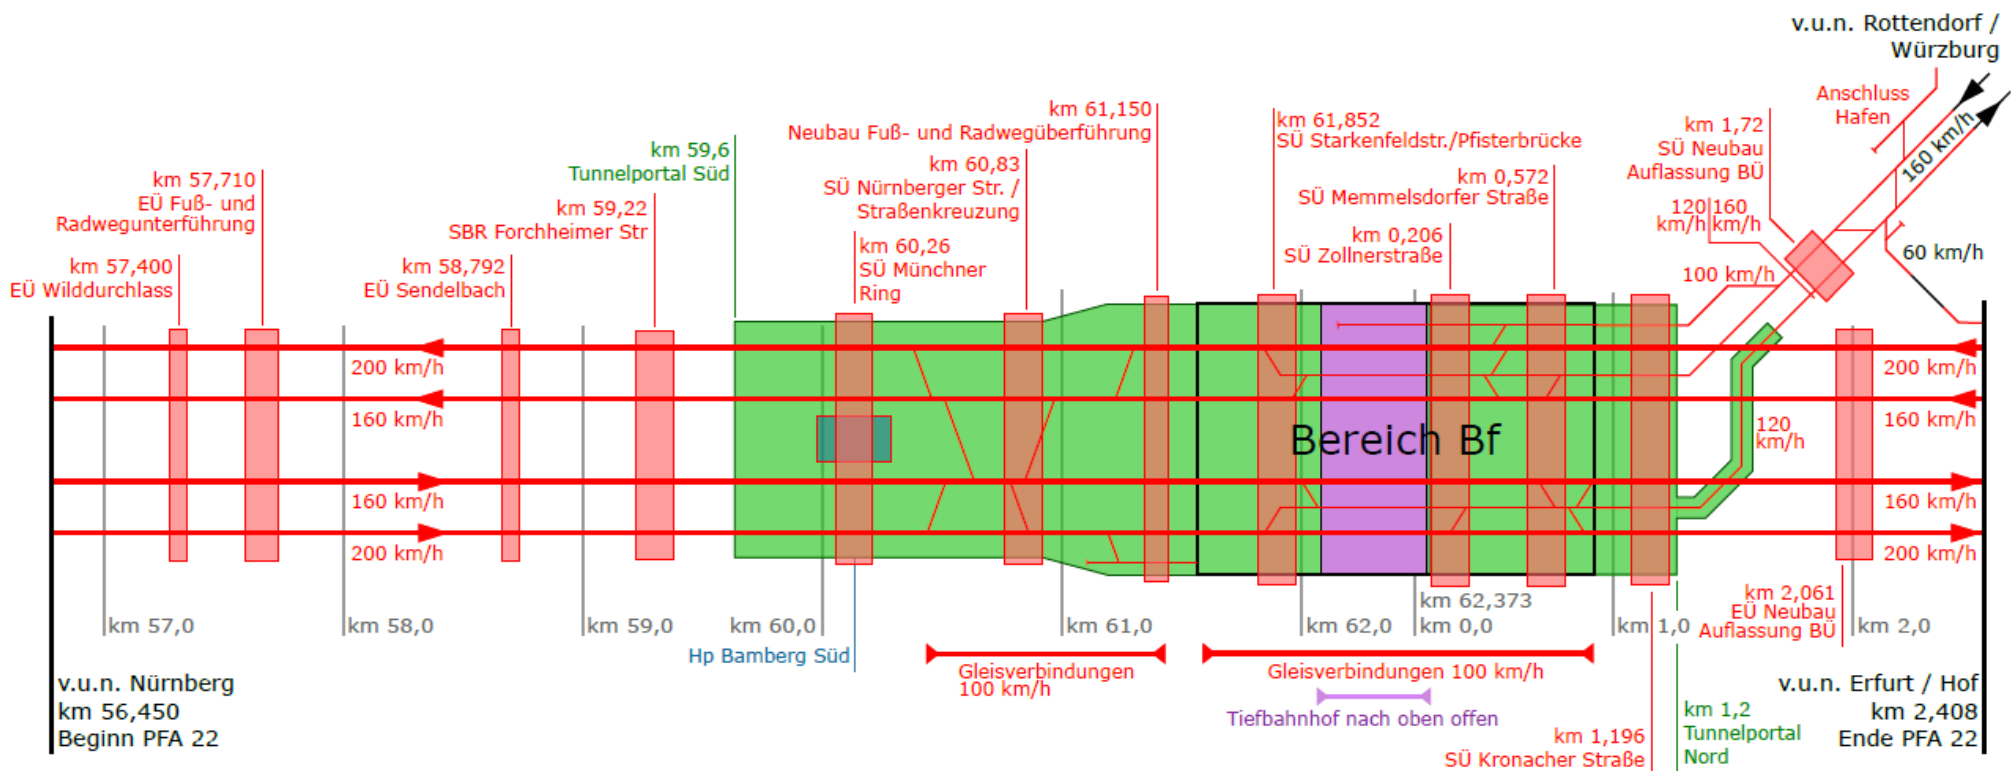 v.u.n. Rottendorf /
Würzburg
Anschluss
Hafen
160 km/h
km 61,150
Neubau Fuß- und Radwegüberführung
km 61,852
SÜ Starkenfeldstr./Pfisterbrücke
km 1,72
SÜ Neubau
Auflassung BÜ
km 59,6
Tunnelportal Süd
km 60,83
SÜ Nürnberger Str. /
Straßenkreuzung
km 0,572
SÜ Memmelsdorfer Straße
km 57,710
EÜ Fuß- und
Radwegunterführung
km 59,22
SBR Forchheimer Str
120 160
km/h km/h
km 0,206
SÜ Zollnerstraße
km 60,26
SÜ Münchner
Ring
60 km/h
km 57,400
EÜ Wilddurchlass
km 58,792
EÜ Sendelbach
100 km/h
200 km/h
200 km/h
160 km/h
160 km/h
120
km/h
Bereich Bf
160 km/h
160 km/h
200 km/h
200 km/h
km 57,0
km 58,0
km 59,0
km 60,0
km 61,0
km 62,0
km 62,373
km 0,0
km 1,0
km 2,0
km 2,061
EÜ Neubau
Auflassung BÜ
Hp Bamberg Süd
Gleisverbindungen
100 km/h
Gleisverbindungen 100 km/h
Tiefbahnhof nach oben offen
v.u.n. Nürnberg
km 56,450
Beginn PFA 22
km 1,196
SÜ Kronacher Straße
km 1,2
Tunnelportal
Nord
v.u.n. Erfurt / Hof
km 2,408
Ende PFA 22